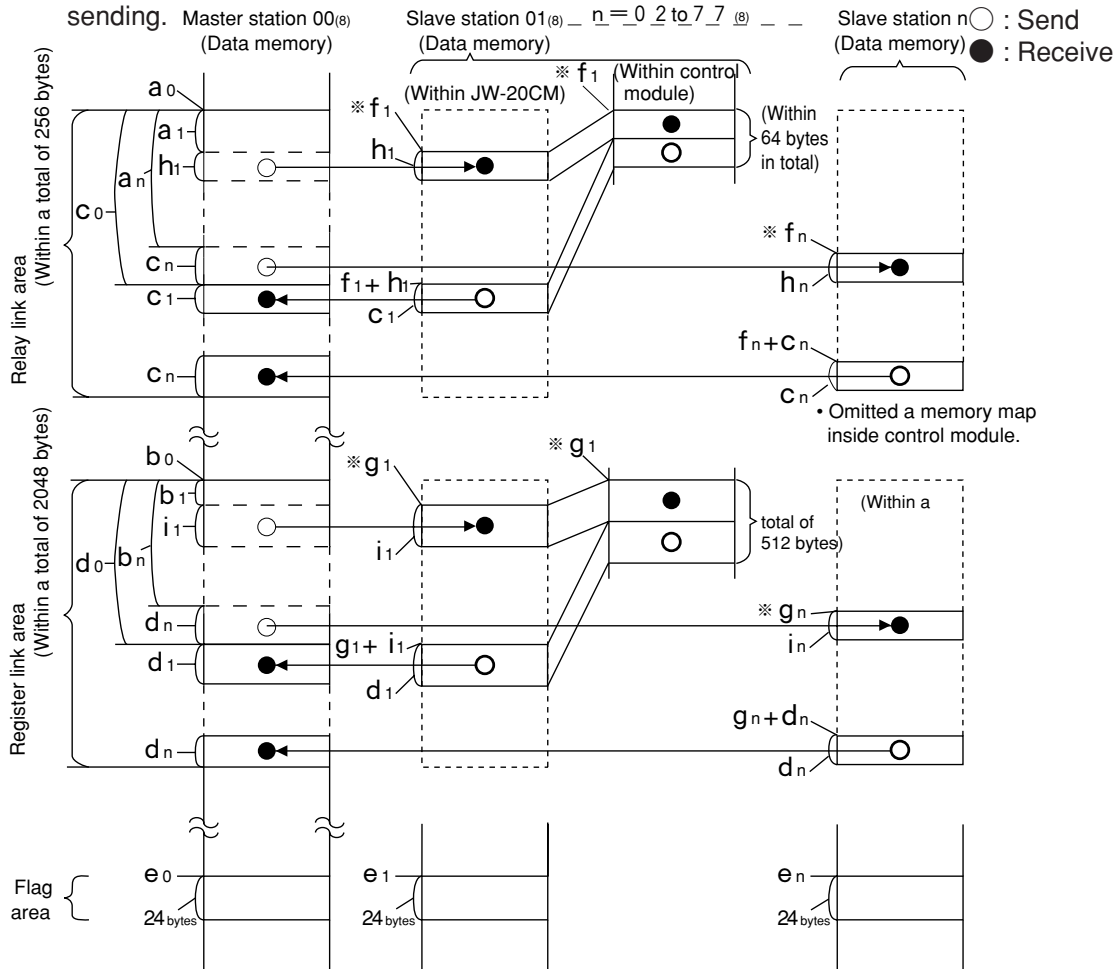 sending. Master station 00(8) Slave station 01(8) n = 0 2 to 7 7 (8) Slave station n ○ : Send
(Data memory) (Data memory) (Data memory) ● : Receive
Relay link area
(Within a total of 256 bytes)
(Within JW-20CM)
※ f1 (Within control
module)
(Within
64 bytes
in total)
a0
a1
h1
an
c0
cn
c1
cn
※ f1
h1
f1 + h1
c1
※ fn
hn
fn + cn
cn
• Omitted a memory map
inside control module.
Register link area
(Within a total of 2048 bytes)
b0
b1
i1
bn
d0
dn
d1
dn
※ g1
i1
g1 + i1
d1
※ g1
total of
512 bytes)
(Within a
※ gn
in
gn + dn
dn
Flag
area
e0
24 bytes
e1
24 bytes
en
24 bytes